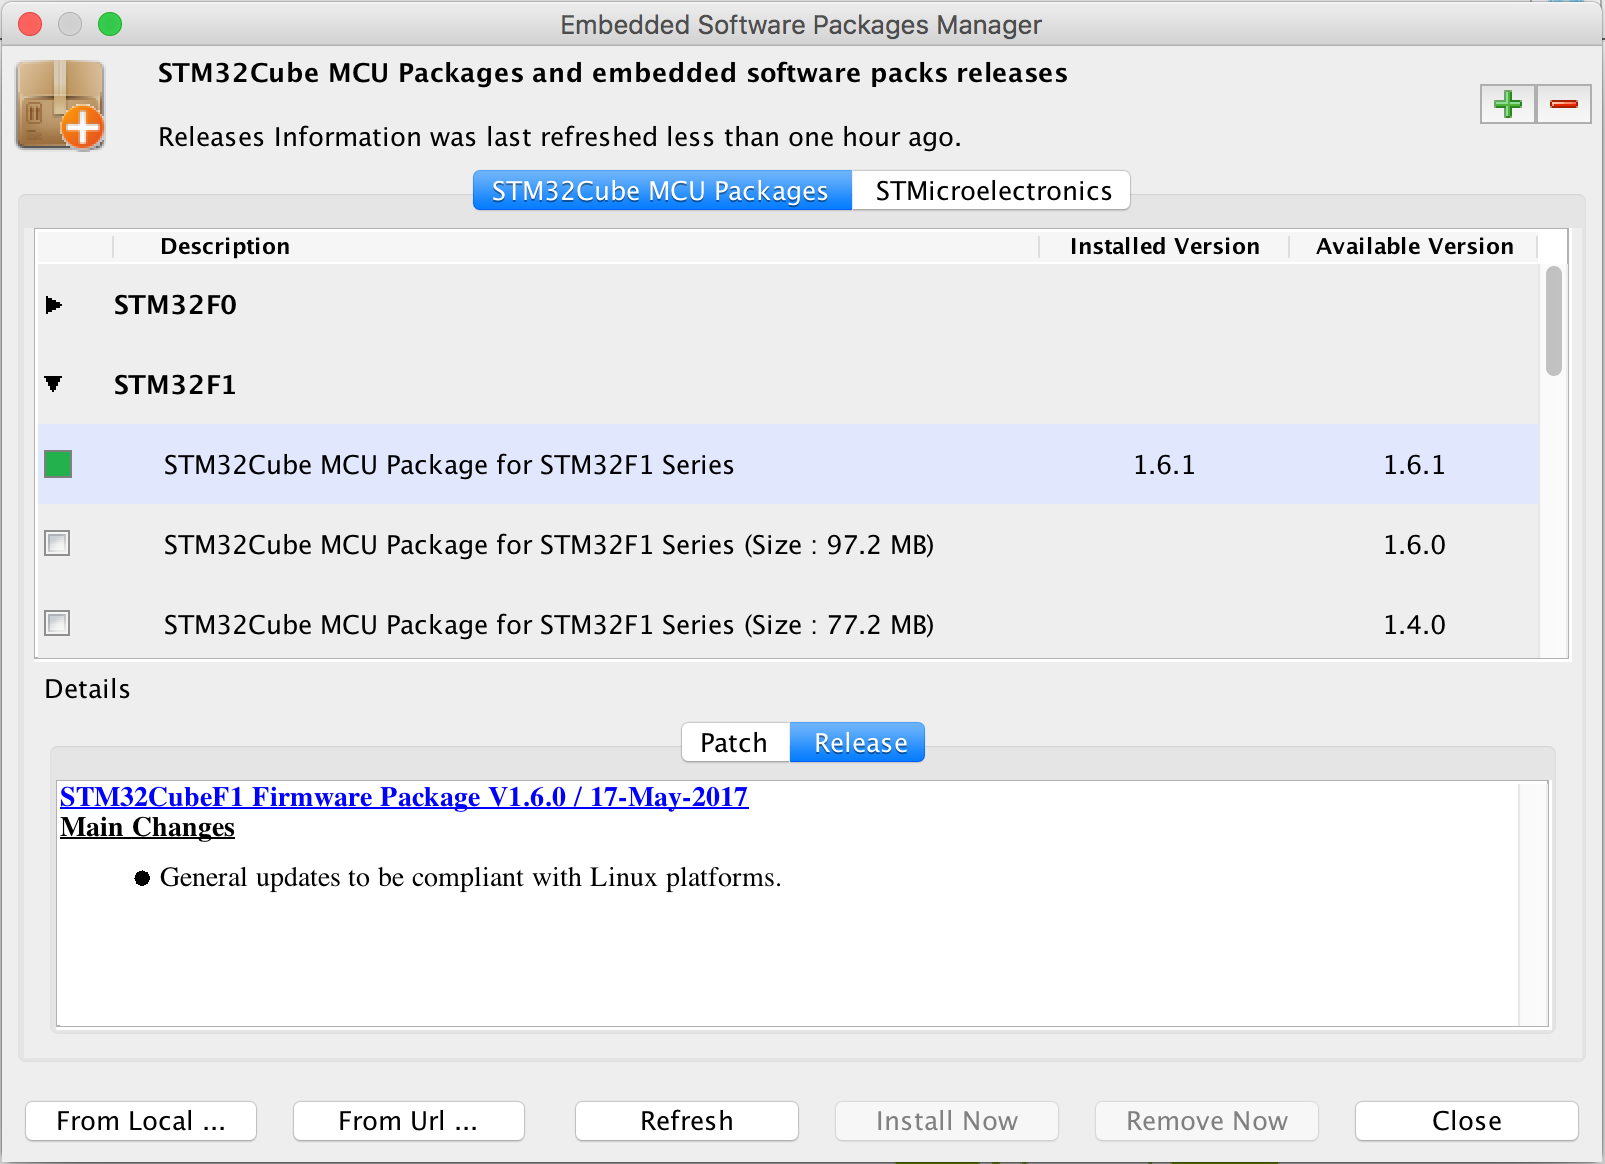 Embedded Software Packages Manager
STM32Cube MCU Packages and embedded software packs releases
Releases Information was last refreshed less than one hour ago.
STM32Cube MCU Packages STMicroelectronics
Description Installed Version Available Version
STM32F0
STM32F1
STM32Cube MCU Package for STM32F1 Series 1.6.1 1.6.1
STM32Cube MCU Package for STM32F1 Series (Size : 97.2 MB) 1.6.0
STM32Cube MCU Package for STM32F1 Series (Size : 77.2 MB) 1.4.0
Details
Patch Release
STM32CubeF1 Firmware Package V1.6.0 / 17-May-2017
Main Changes
● General updates to be compliant with Linux platforms.
From Local ... From Url ... Refresh Install Now Remove Now Close